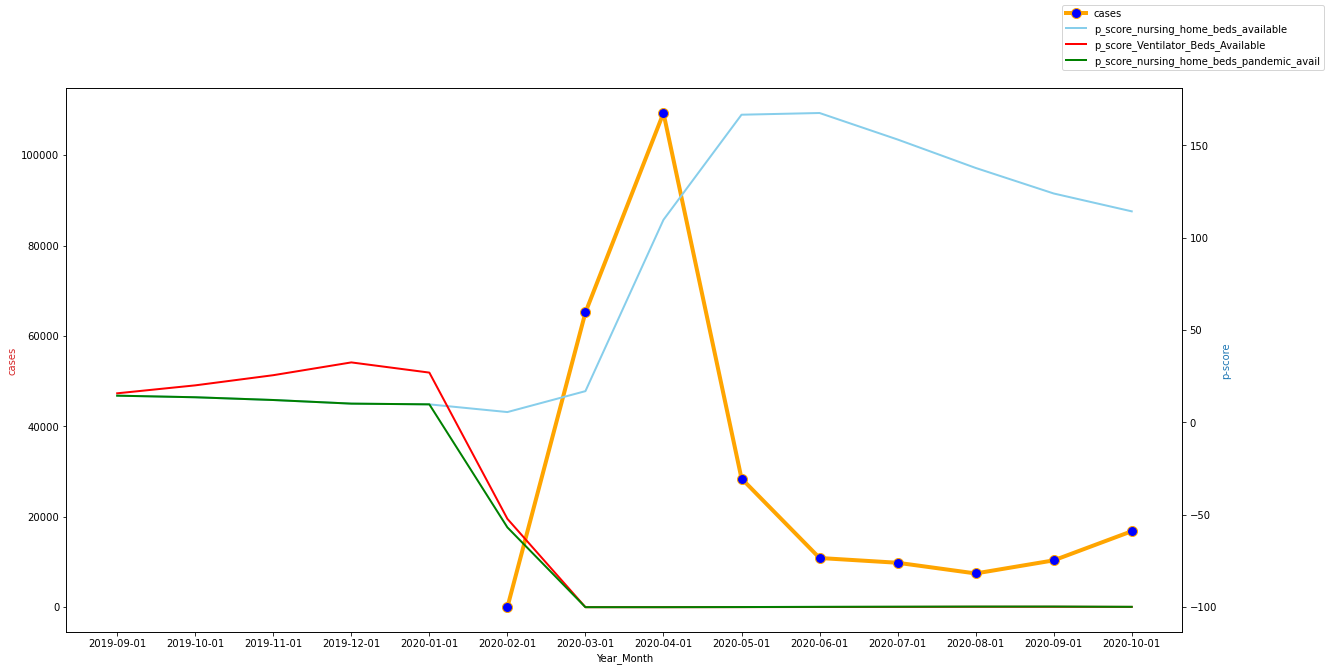 cases
p_score_nursing_home_beds_available
p_score_Ventilator_Beds_Available
p_score_nursing_home_beds_pandemic_avail
100000
80000
60000
40000
20000
0
cases
150
100
50
0
−50
−100
p-score
2019-09-01 2019-10-01 2019-11-01 2019-12-01 2020-01-01 2020-02-01 2020-03-01 2020-04-01 2020-05-01 2020-06-01 2020-07-01 2020-08-01 2020-09-01 2020-10-01
Year_Month